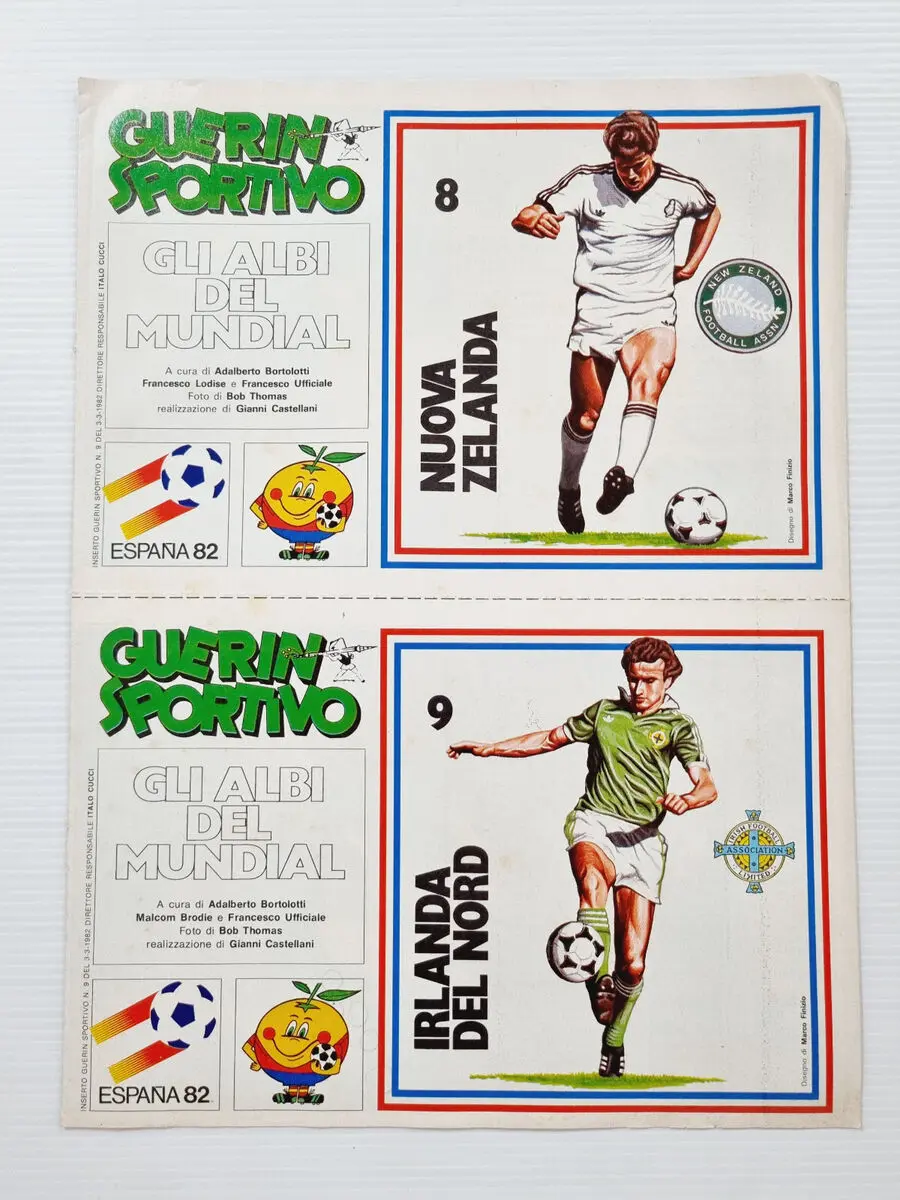 GUERIN
SPORTIVO
GLI ALBI
DEL
MUNDIAL
A cura di Adalberto Bortolotti
Francesco Lodise e Francesco Ufficiale
Foto di Bob Thomas
realizzazione di Gianni Castellani
INSERTO GUERIN SPORTIVO N. 9 DEL 3-3-1982 DIRETTORE RESPONSABILE ITALO CUCCI
ESPAÑA 82
8
NUOVA
ZELANDA
NEW ZELAND
FOOTBALL ASSN
Disegno di Marco Finizio
GUERIN
SPORTIVO
GLI ALBI
DEL
MUNDIAL
A cura di Adalberto Bortolotti
Malcom Brodie e Francesco Ufficiale
Foto di Bob Thomas
realizzazione di Gianni Castellani
INSERTO GUERIN SPORTIVO N. 9 DEL 3-3-1982 DIRETTORE RESPONSABILE ITALO CUCCI
ESPAÑA 82
9
IRLANDA
DEL NORD
IRISH FOOTBALL
ASSOCIATION
LIMITED
Disegno di Marco Finizio